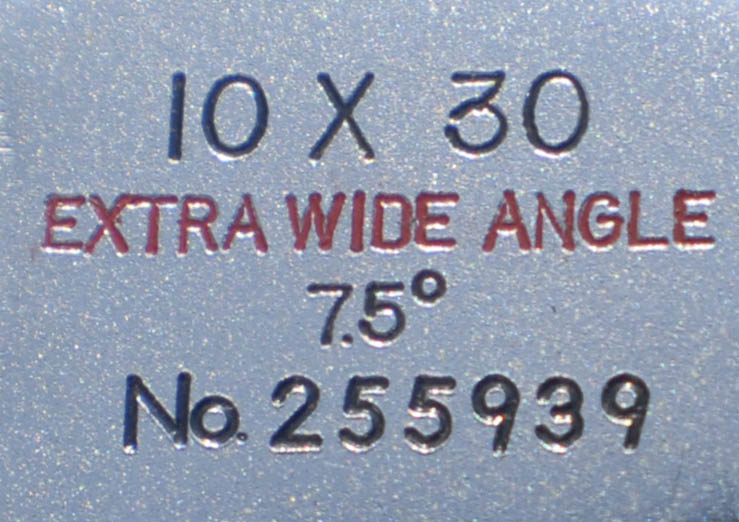 10 X 30
EXTRA WIDE ANGLE
7.5°
No. 255939